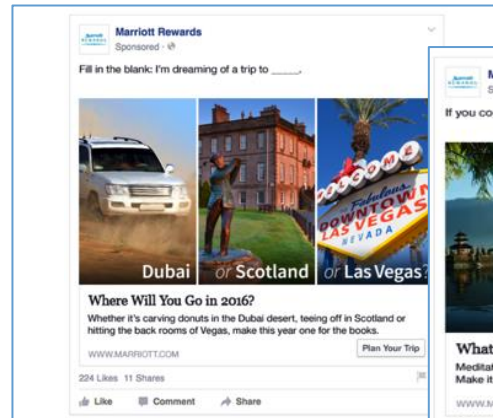 Marriott Rewards
Sponsored ·
Fill in the blank: I'm dreaming of a trip to _____.
WELCOME
to Fabulous
DOWNTOWN
LAS VEGAS
NEVADA
Dubai or Scotland or Las Vegas?
Where Will You Go in 2016?
Whether it's carving donuts in the Dubai desert, teeing off in Scotland or
hitting the back rooms of Vegas, make this year one for the books.
WWW.MARRIOTT.COM
Plan Your Trip
224 Likes 11 Shares
Like Comment Share
M
S
If you co
What
Meditat
Make it
WWW.M